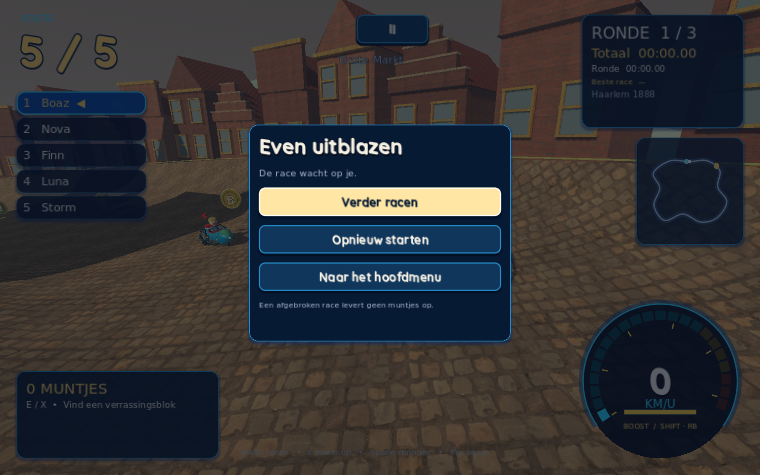 5 / 5
1 Boaz ◀
2 Nova
3 Finn
4 Luna
5 Storm
Markt
RONDE 1 / 3
Totaal 00:00.00
Ronde 00:00.00
Beste race —
Haarlem 1888
Even uitblazen
De race wacht op je.
Verder racen
Opnieuw starten
Naar het hoofdmenu
Een afgebroken race levert geen muntjes op.
0 MUNTJES
E / X • Vind een verrassingsblok
0
KM/U
BOOST / SHIFT · RB